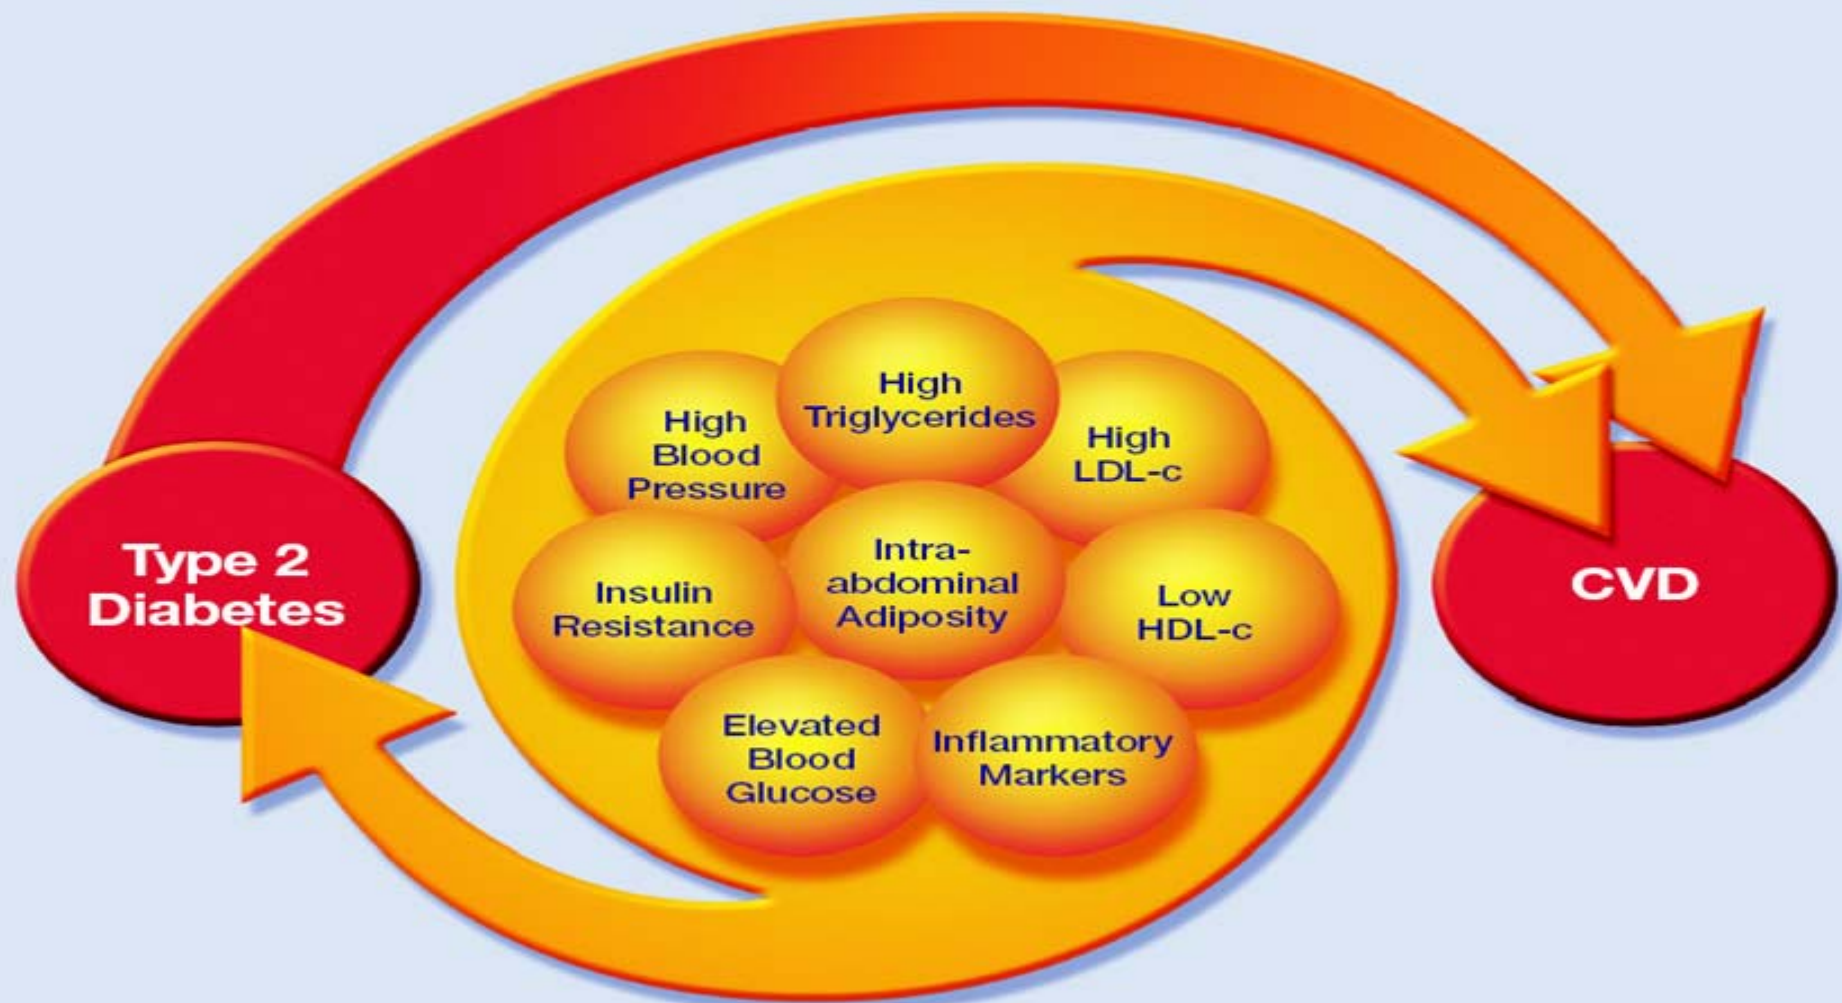 High
Triglycerides
High
Blood
Pressure
High
LDL-c
Type 2
Diabetes
Insulin
Resistance
Intra-
abdominal
Adiposity
Low
HDL-c
CVD
Elevated
Blood
Glucose
Inflammatory
Markers